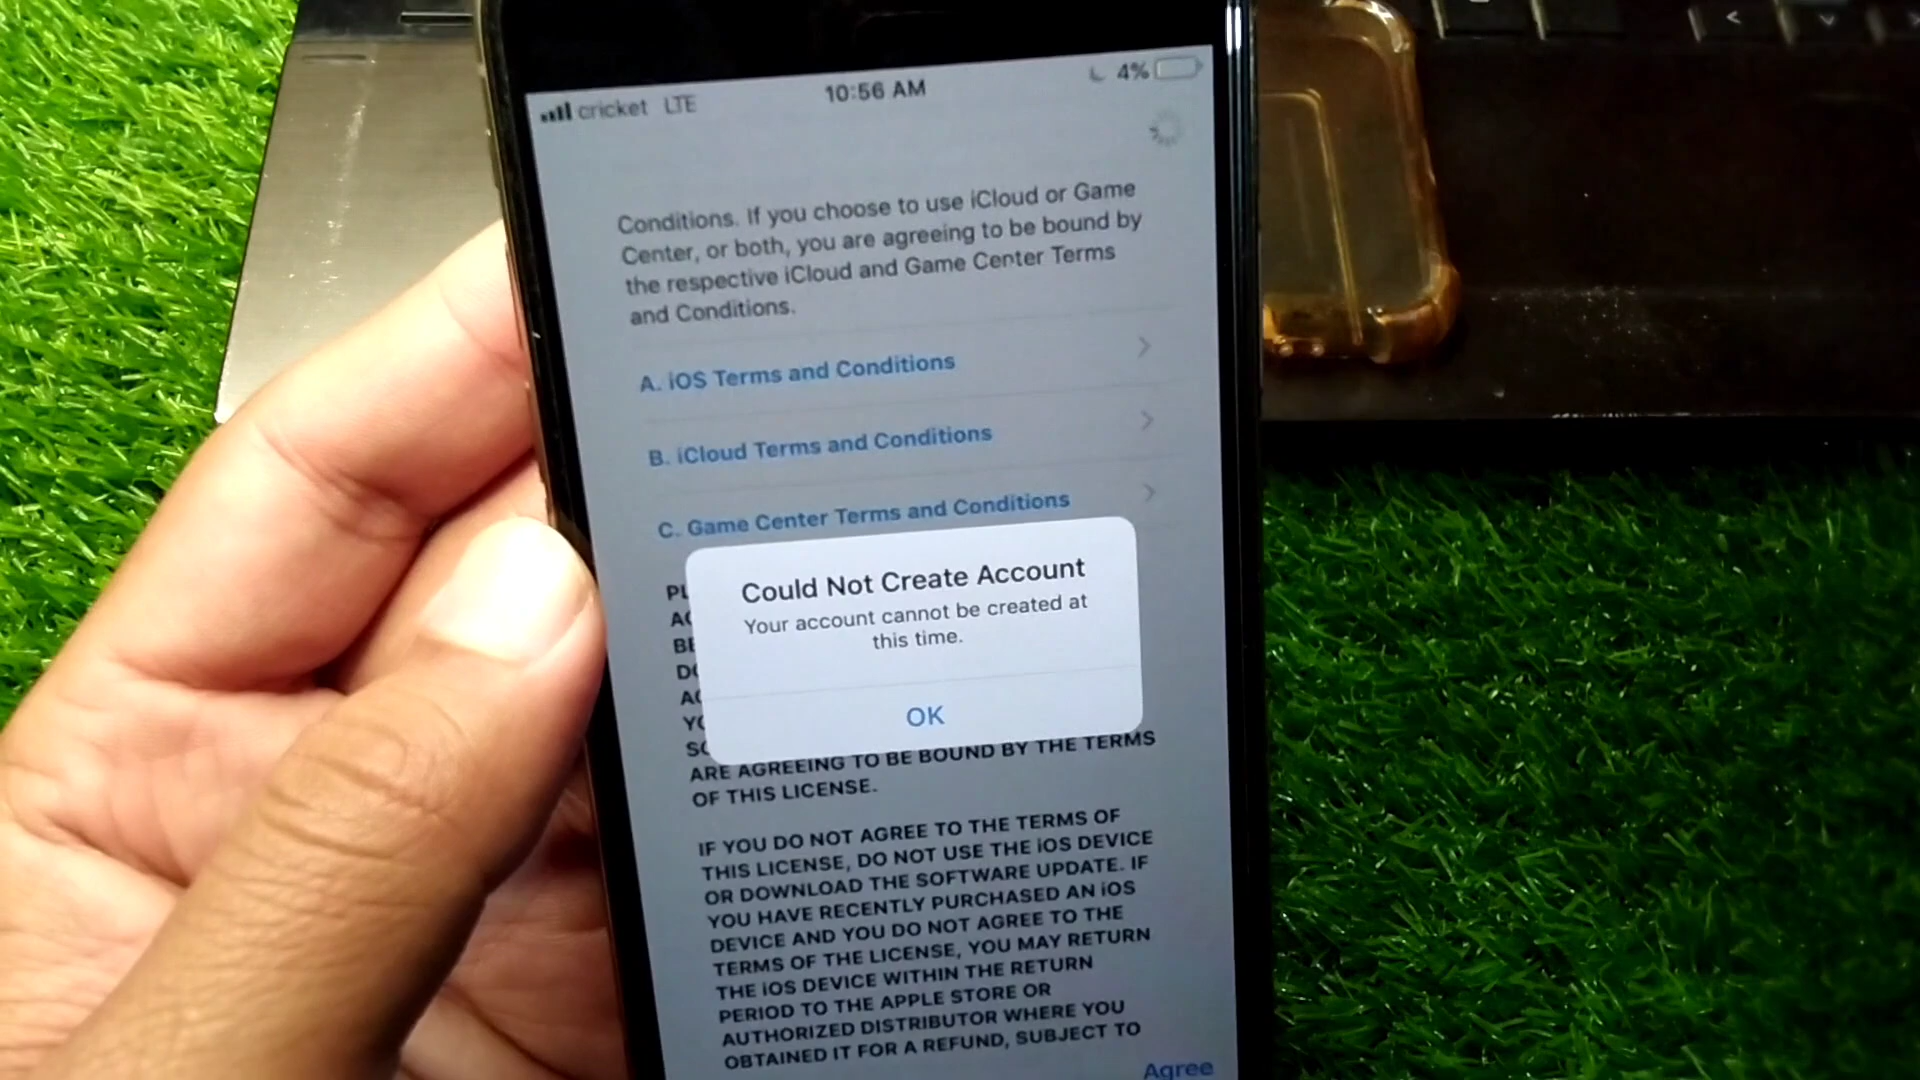 cricket LTE 10:56 AM 4%
Conditions. If you choose to use iCloud or Game
Center, or both, you are agreeing to be bound by
the respective iCloud and Game Center Terms
and Conditions.
A. iOS Terms and Conditions
B. iCloud Terms and Conditions
C. Game Center Terms and Conditions
Could Not Create Account
Your account cannot be created at
this time.
OK
ARE AGREEING TO BE BOUND BY THE TERMS
OF THIS LICENSE.
IF YOU DO NOT AGREE TO THE TERMS OF
THIS LICENSE, DO NOT USE THE iOS DEVICE
OR DOWNLOAD THE SOFTWARE UPDATE. IF
YOU HAVE RECENTLY PURCHASED AN iOS
DEVICE AND YOU DO NOT AGREE TO THE
TERMS OF THE LICENSE, YOU MAY RETURN
THE iOS DEVICE WITHIN THE RETURN
PERIOD TO THE APPLE STORE OR
AUTHORIZED DISTRIBUTOR WHERE YOU
OBTAINED IT FOR A REFUND, SUBJECT TO
Agree